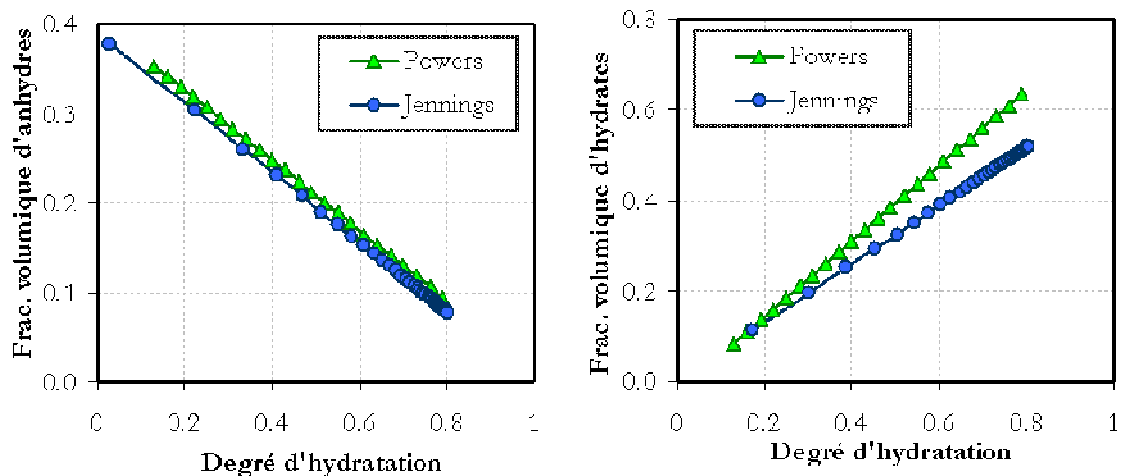 0.4
0.3
0.2
0.1
0.0
Frac. volumique d'anhydres
Powers
Jennings
0 0.2 0.4 0.6 0.8 1
Degré d'hydratation
0.8
0.6
0.4
0.2
0.0
Frac. volumique d'hydrates
Powers
Jennings
0 0.2 0.4 0.6 0.8 1
Degré d'hydratation